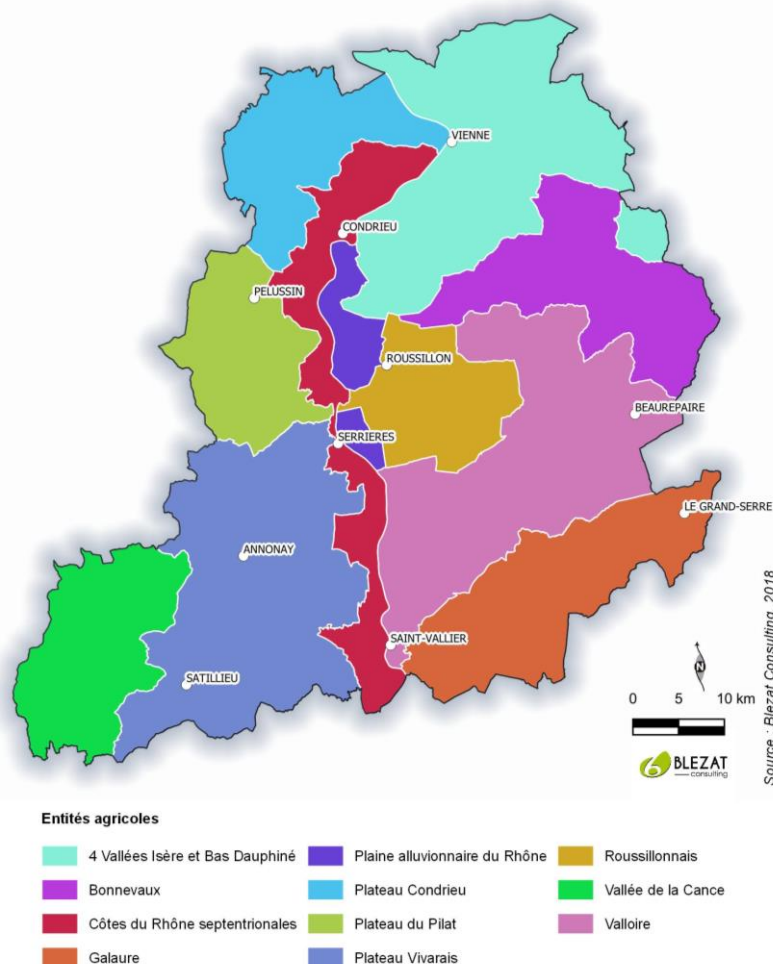 VIENNE
CONDRIEU
PELUSSIN
ROUSSILLON
BEAUREPAIRE
SERRIERES
LE GRAND-SERRE
ANNONAY
SAINT-VALLIER
SATILLIEU
N
0 5 10 km
BLEZAT
consulting
Source : Blezat Consulting, 2018
Entités agricoles
4 Vallées Isère et Bas Dauphiné
Plaine alluvionnaire du Rhône
Roussillonnais
Bonnevaux
Plateau Condrieu
Vallée de la Cance
Côtes du Rhône septentrionales
Plateau du Pilat
Valloire
Galaure
Plateau Vivarais